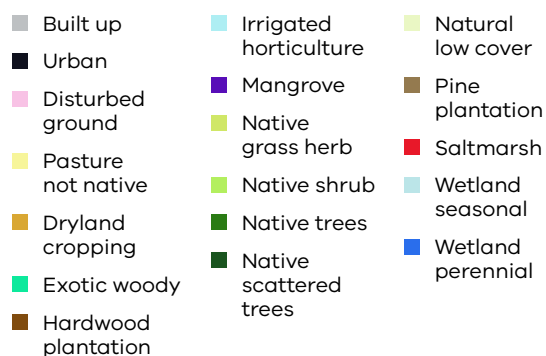 Built up
Urban
Disturbed
ground
Pasture
not native
Dryland
cropping
Exotic woody
Hardwood
plantation
Irrigated
horticulture
Mangrove
Native
grass herb
Native shrub
Native trees
Native
scattered
trees
Natural
low cover
Pine
plantation
Saltmarsh
Wetland
seasonal
Wetland
perennial